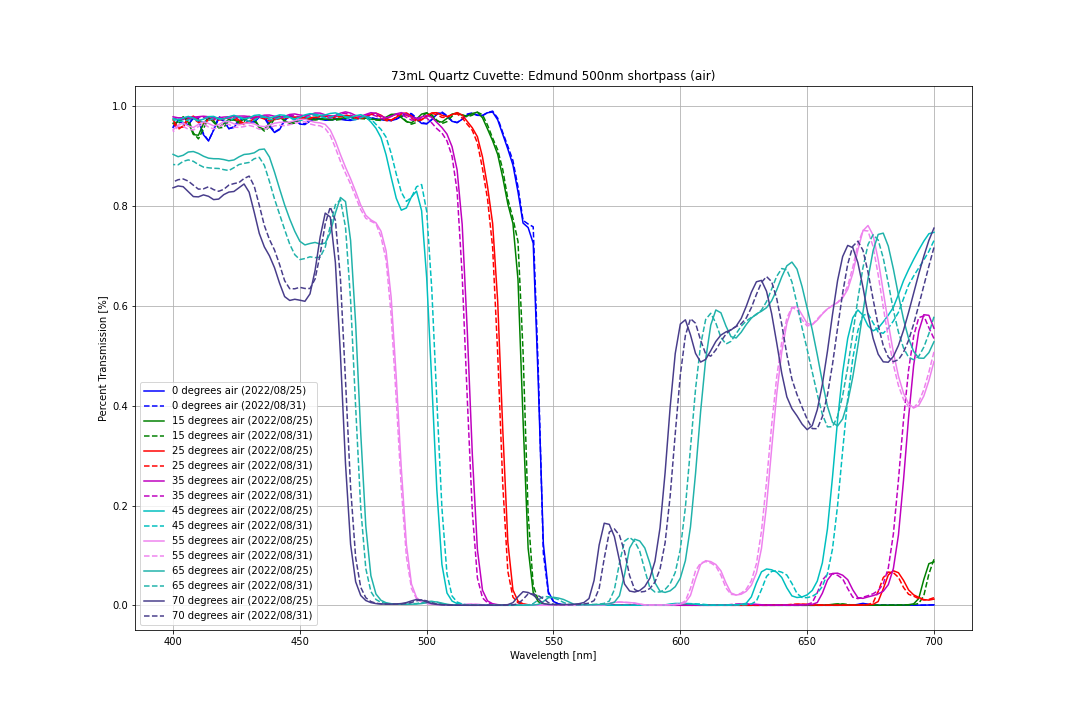 73mL Quartz Cuvette: Edmund 500nm shortpass (air)
1.0
0.8
0.6
0.4
0.2
0.0
Percent Transmission [%]
0 degrees air (2022/08/25)
0 degrees air (2022/08/31)
15 degrees air (2022/08/25)
15 degrees air (2022/08/31)
25 degrees air (2022/08/25)
25 degrees air (2022/08/31)
35 degrees air (2022/08/25)
35 degrees air (2022/08/31)
45 degrees air (2022/08/25)
45 degrees air (2022/08/31)
55 degrees air (2022/08/25)
55 degrees air (2022/08/31)
65 degrees air (2022/08/25)
65 degrees air (2022/08/31)
70 degrees air (2022/08/25)
70 degrees air (2022/08/31)
400 450 500 550 600 650 700
Wavelength [nm]